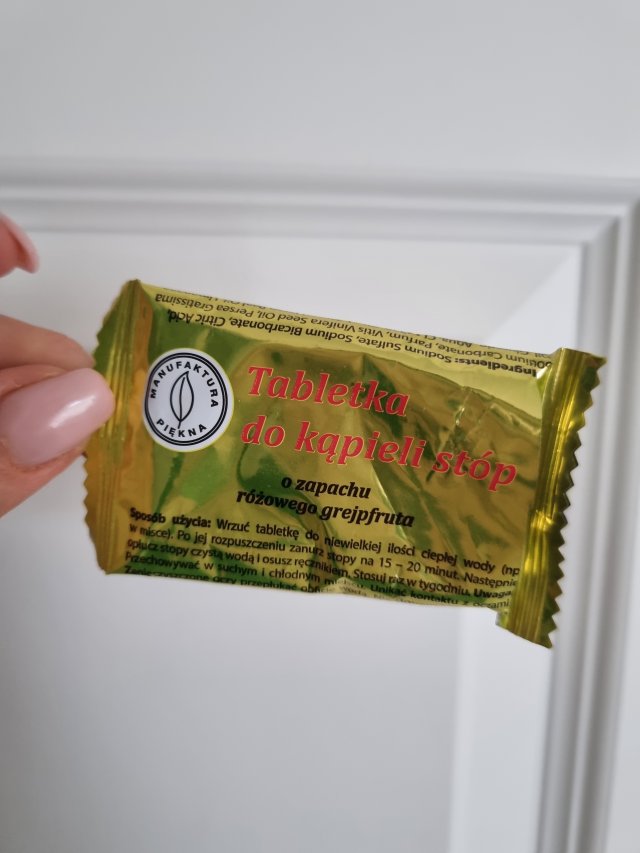 Ingredients: Sodium Sulfate, Sodium Bicarbonate, Citric Acid,
Sodium Carbonate Seed Oil, Persea Gratissima
Parfum, Vitis Vinifera
MANUFAKTURA
PIĘKNA
Tabletka
do kąpieli stóp
o zapachu
różowego grejpfruta
Sposób użycia: Wrzuć tabletkę do niewielkiej ilości ciepłej wody (np
w misce). Po jej rozpuszczeniu zanurz stopy na 15 – 20 minut. Następnie
opłucz stopy czystą wodą i osusz ręcznikiem. Stosuj raz w tygodniu. Uwaga
Przechowywać w suchym i chłodnym miejscu. Unikać kontaktu z oczami
Zanieczyszczone oczy przepłukać